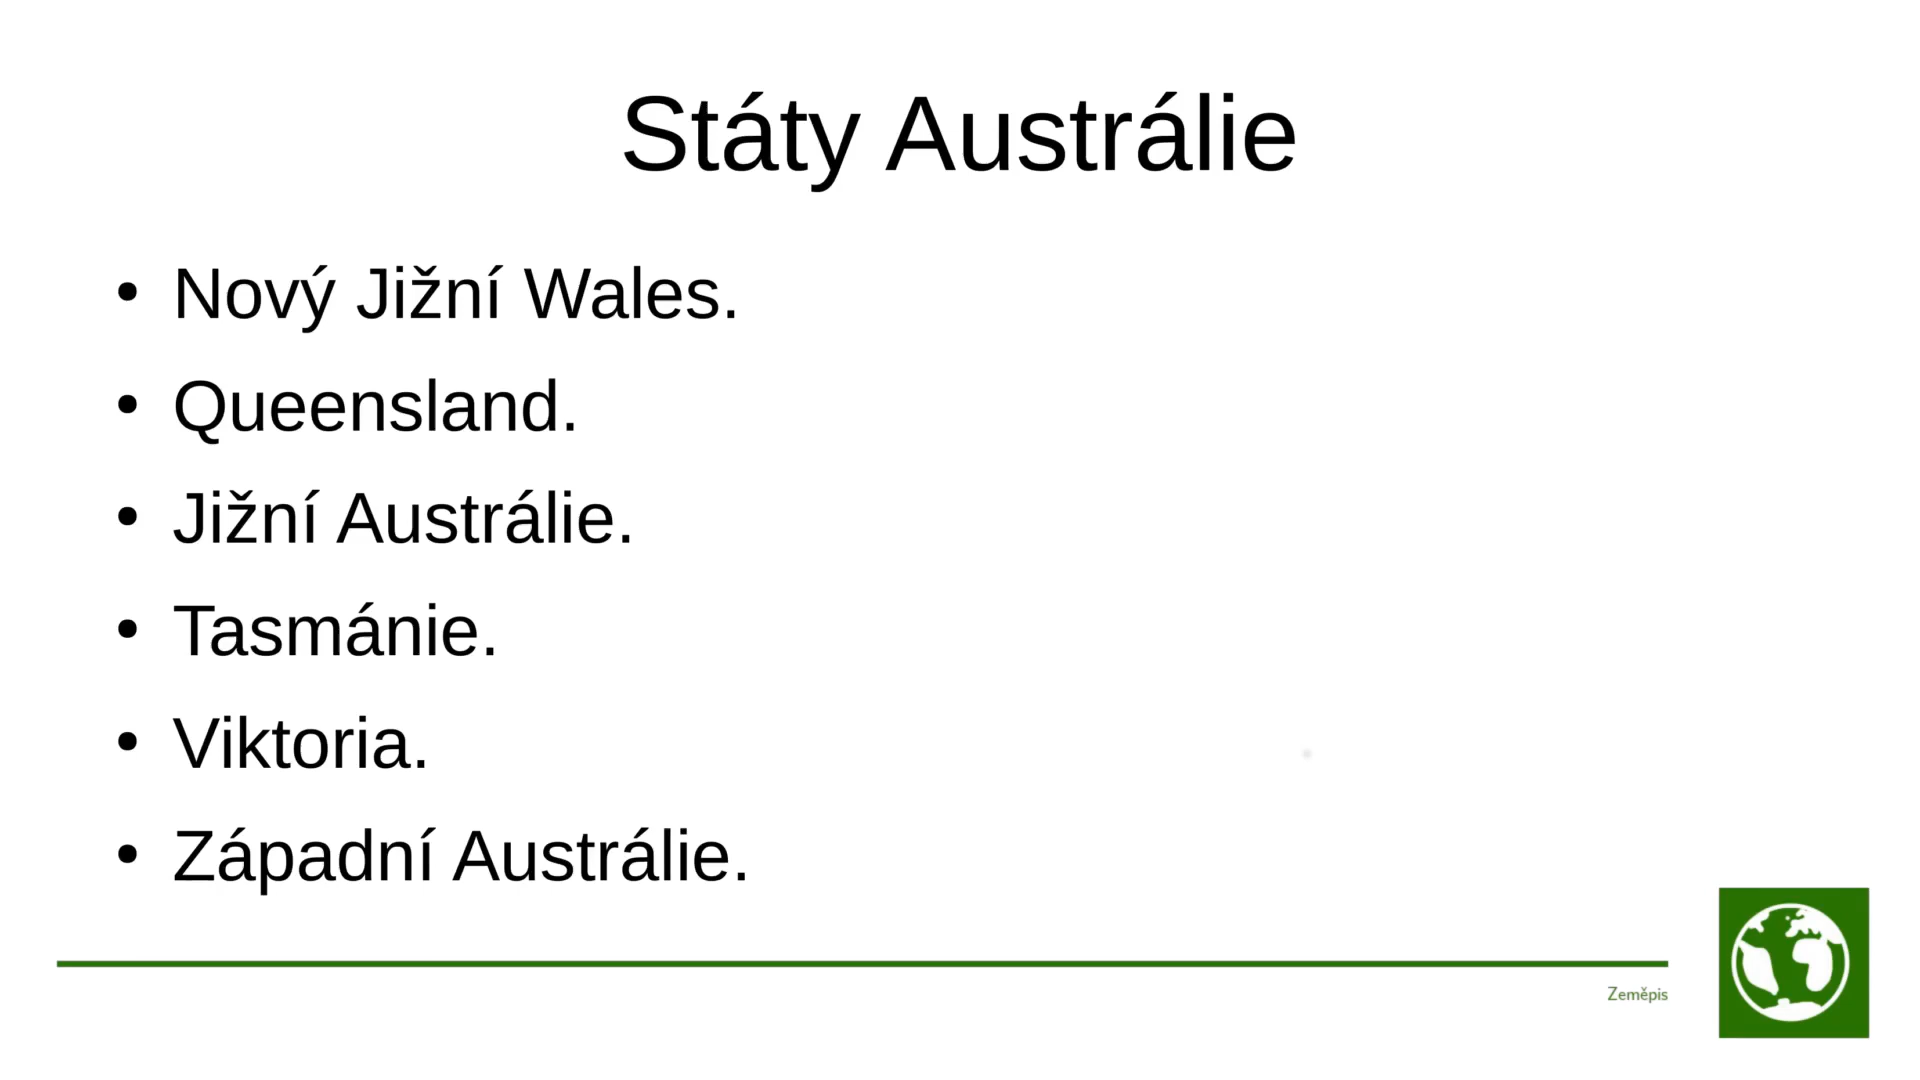 Státy Austrálie
• Nový Jižní Wales.
• Queensland.
• Jižní Austrálie.
• Tasmánie.
• Viktoria.
• Západní Austrálie.
Zeměpis